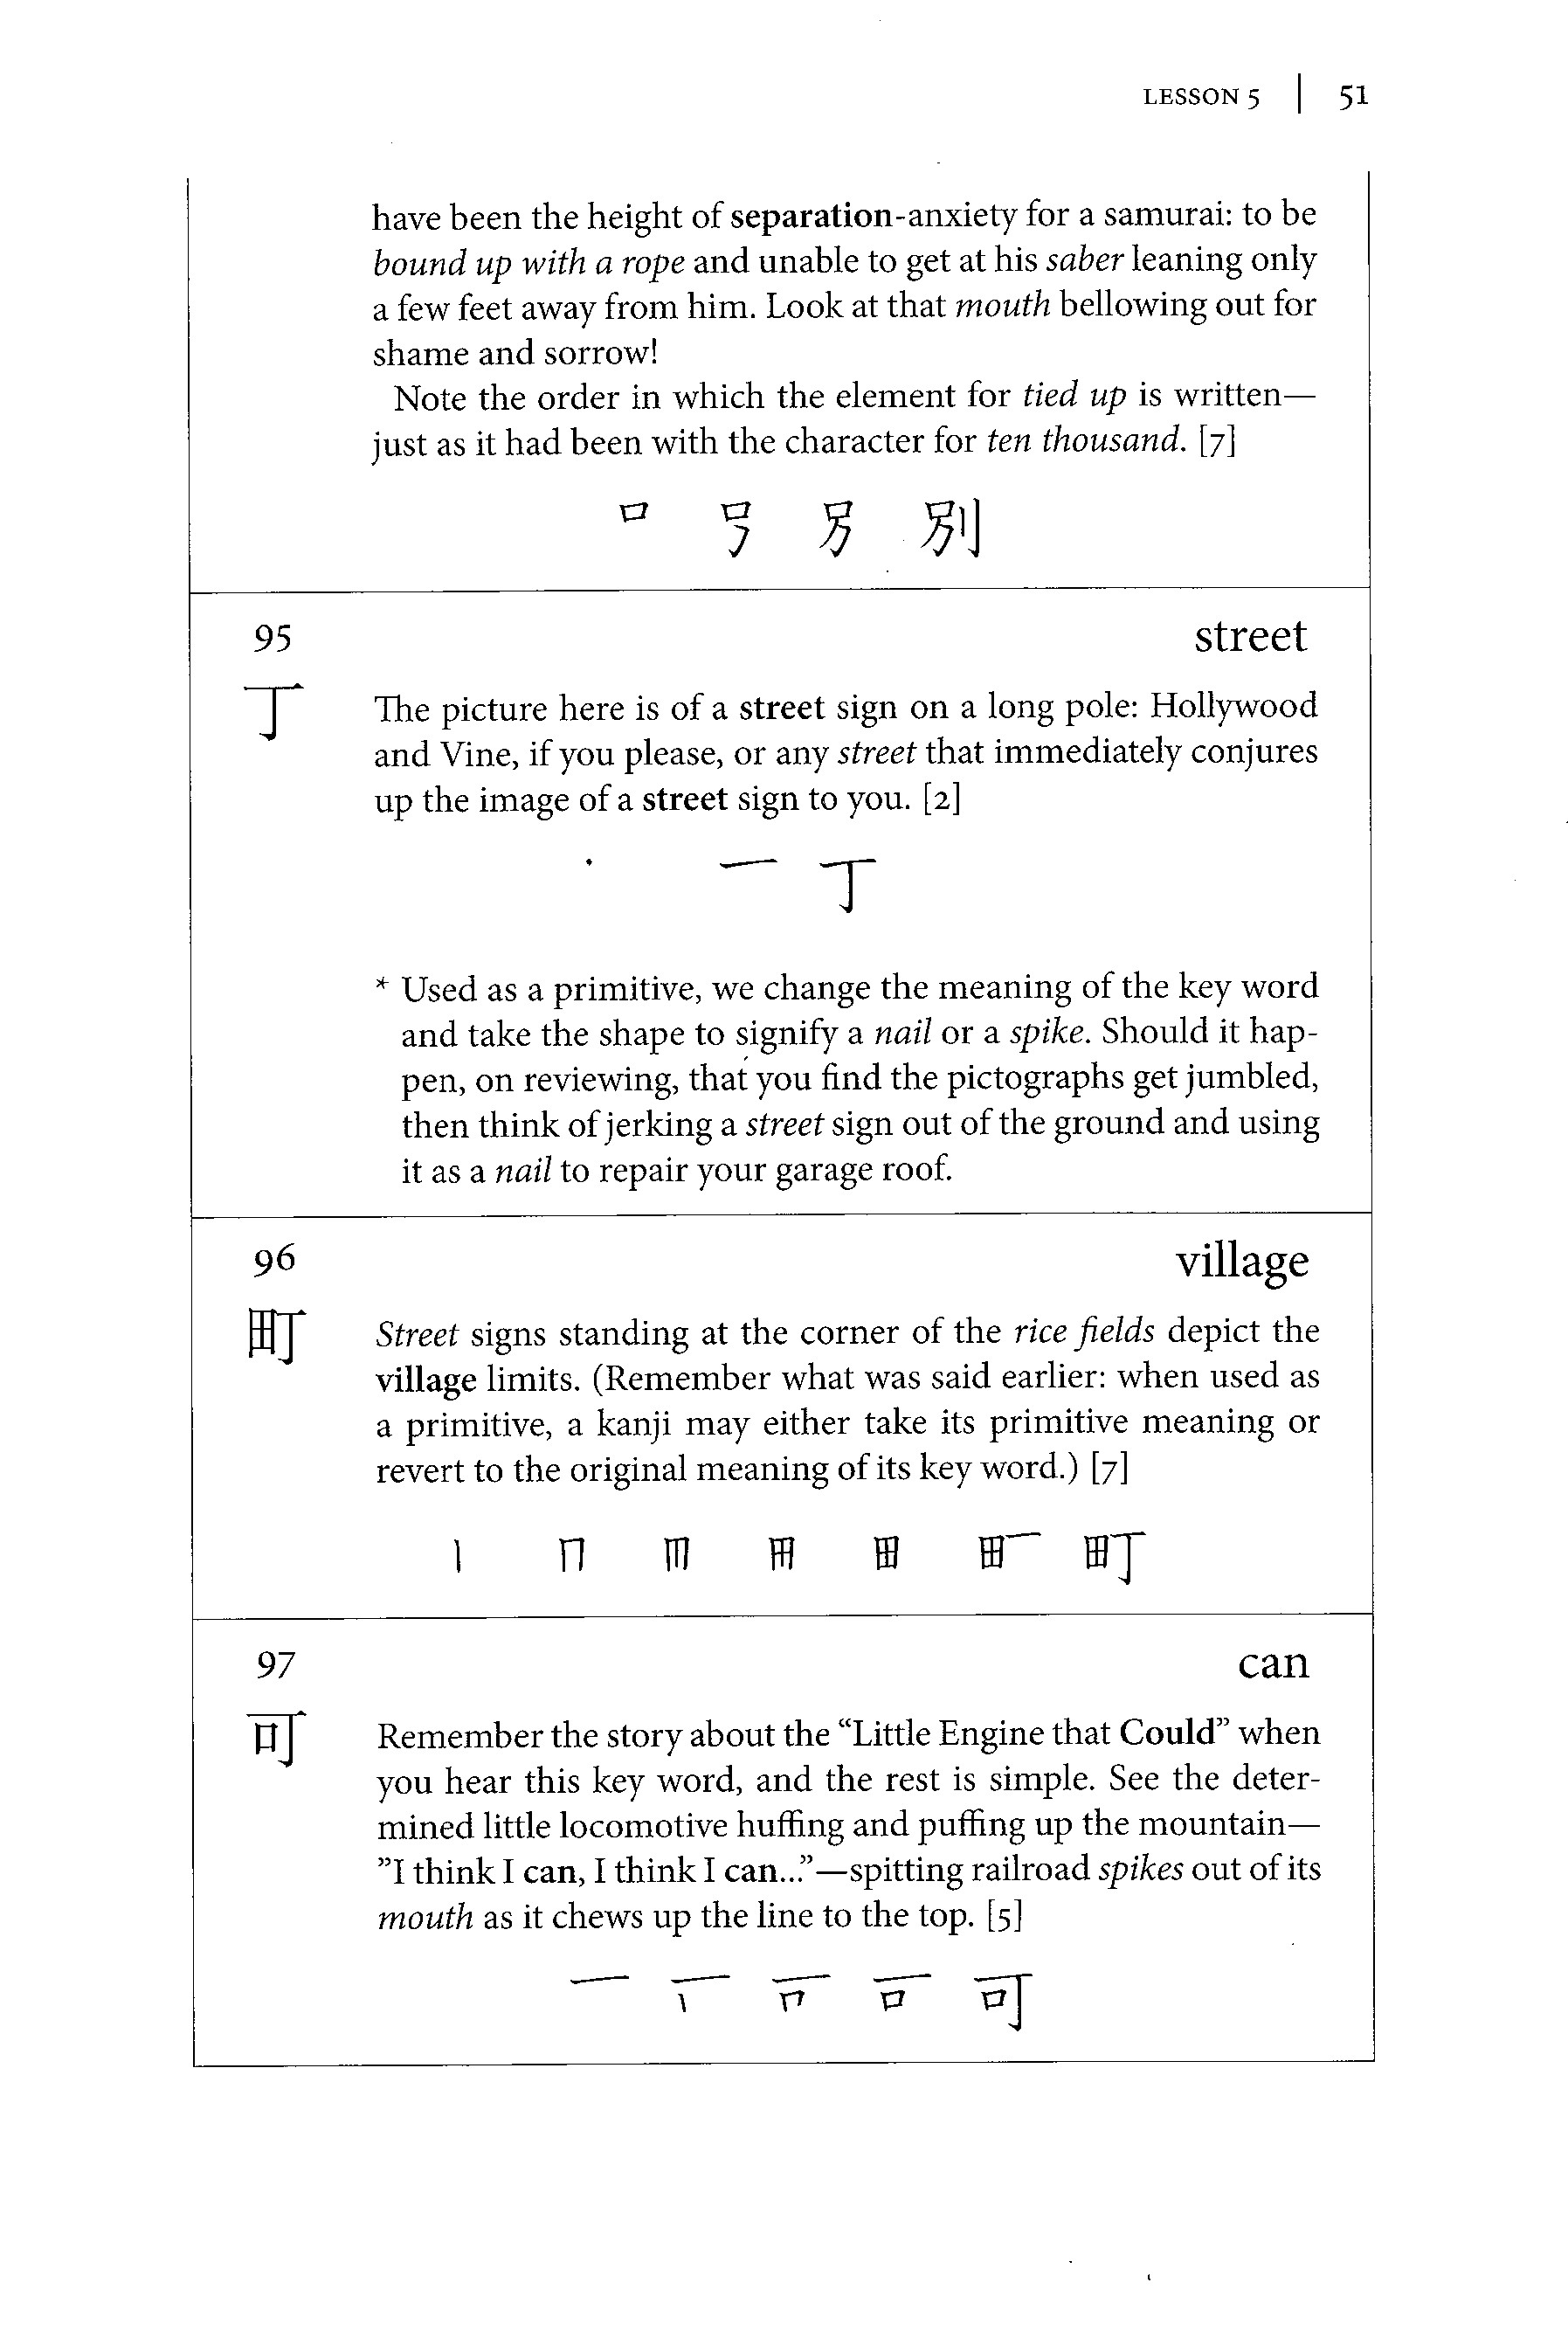 LESSON 5 | 51
have been the height of separation-anxiety for a samurai: to be
bound up with a rope and unable to get at his saber leaning only
a few feet away from him. Look at that mouth bellowing out for
shame and sorrow!
Note the order in which the element for tied up is written—
just as it had been with the character for ten thousand. [7]
口 号 另 別
95 street
丁 The picture here is of a street sign on a long pole: Hollywood
and Vine, if you please, or any street that immediately conjures
up the image of a street sign to you. [2]
一 丁
* Used as a primitive, we change the meaning of the key word
and take the shape to signify a nail or a spike. Should it hap-
pen, on reviewing, that you find the pictographs get jumbled,
then think of jerking a street sign out of the ground and using
it as a nail to repair your garage roof.
96 village
町 Street signs standing at the corner of the rice fields depict the
village limits. (Remember what was said earlier: when used as
a primitive, a kanji may either take its primitive meaning or
revert to the original meaning of its key word.) [7]
田 町
97 can
可 Remember the story about the “Little Engine that Could” when
you hear this key word, and the rest is simple. See the deter-
mined little locomotive huffing and puffing up the mountain—
”I think I can, I think I can...”—spitting railroad spikes out of its
mouth as it chews up the line to the top. [5]
一 可